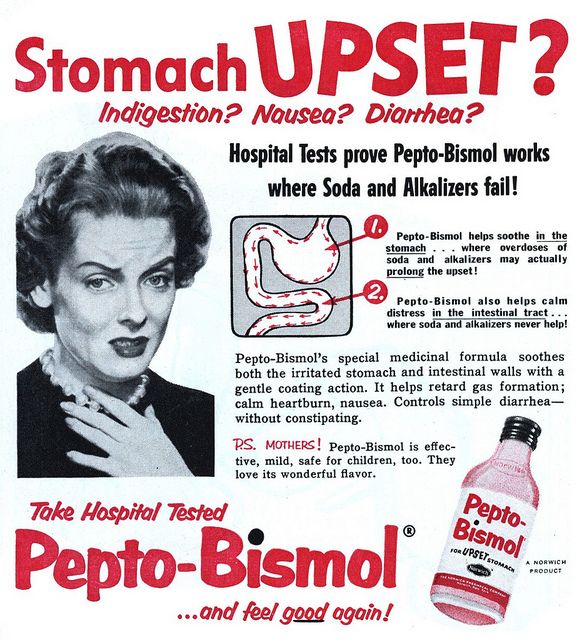 Stomach UPSET?
Indigestion? Nausea? Diarrhea?
Hospital Tests prove Pepto-Bismol works
where Soda and Alkalizers fail!
1.
Pepto-Bismol helps soothe in the
stomach . . . where overdoses of
soda and alkalizers may actually
prolong the upset!
2.
Pepto-Bismol also helps calm
distress in the intestinal tract . . .
where soda and alkalizers never help!
Pepto-Bismol's special medicinal formula soothes
both the irritated stomach and intestinal walls with a
gentle coating action. It helps retard gas formation;
calm heartburn, nausea. Controls simple diarrhea—
without constipating.
P.S. MOTHERS! Pepto-Bismol is effec-
tive, mild, safe for children, too. They
love its wonderful flavor.
Take Hospital Tested
Pepto-Bismol®
...and feel good again!
NORWICH
Pepto-
Bismol
FOR UPSET STOMACH
Norwich
A NORWICH
PRODUCT